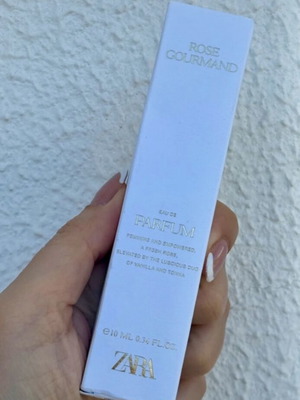 ROSE
GOURMAND
EAU DE
PARFUM
FEMININE AND EMPOWERED.
A FRESH ROSE,
ELEVATED BY THE LUSCIOUS DUO
OF VANILLA AND TONKA.
℮ 10 ML 0.34 FL.OZ.
ZARA